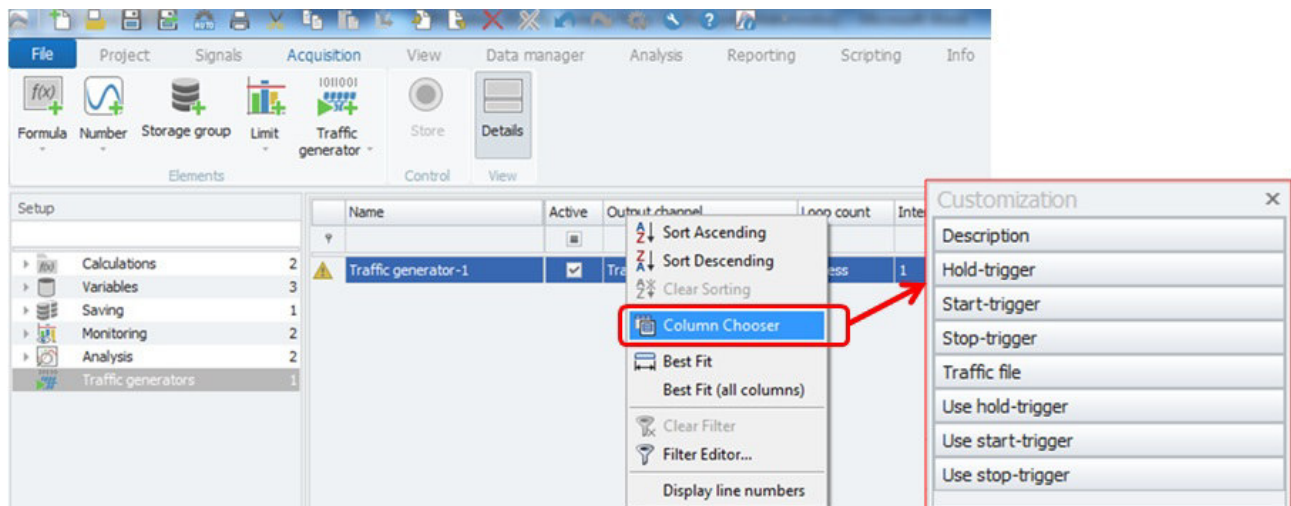 File Project Signals Acquisition View Data manager Analysis Reporting Scripting Info
1011001
f(x)
Formula Number Storage group Limit Traffic generator Store Details
Elements Control View
Setup
Name Active Output channel Loop count Inte
Calculations 2
Variables 3
Saving 1
Monitoring 2
Analysis 2
Traffic generators 1
Traffic generator-1 Tra ess 1
Sort Ascending
Sort Descending
Clear Sorting
Column Chooser
Best Fit
Best Fit (all columns)
Clear Filter
Filter Editor...
Display line numbers
Customization
Description
Hold-trigger
Start-trigger
Stop-trigger
Traffic file
Use hold-trigger
Use start-trigger
Use stop-trigger